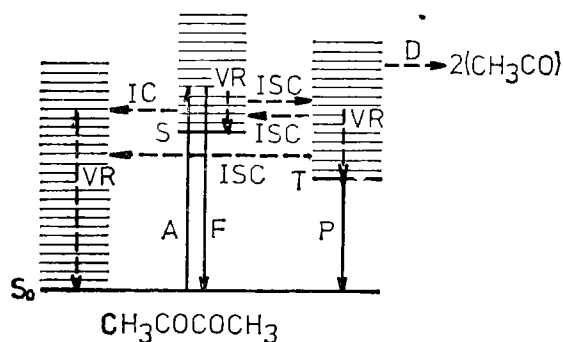 D
2(CH3CO)
VR
ISC
IC
S
ISC
VR
ISC
VR
T
A
F
P
S0
CH3COCOCH3